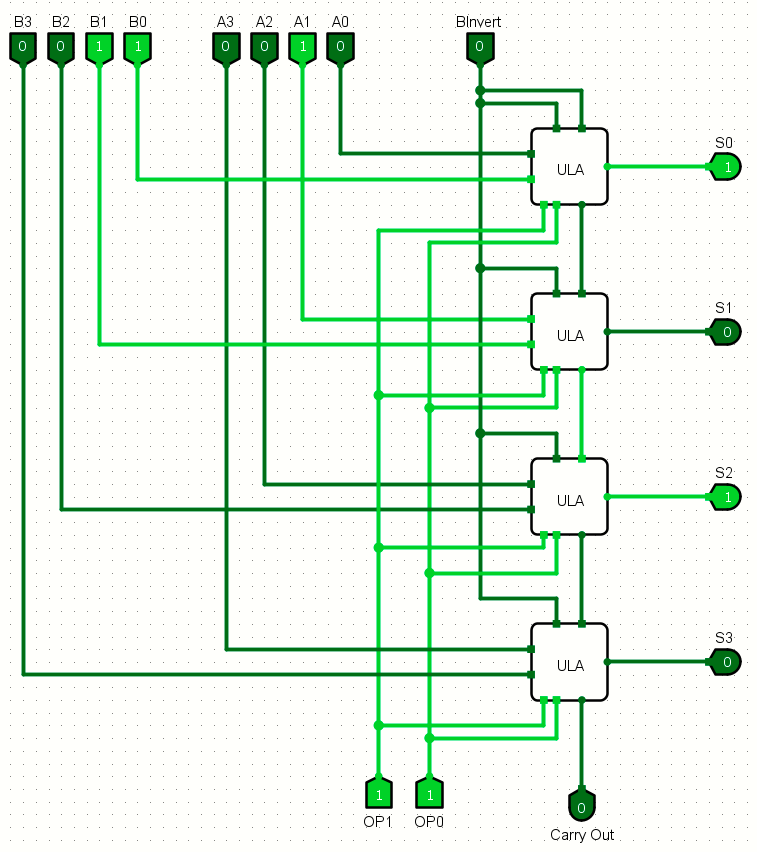 B3 B2 B1 B0 A3 A2 A1 A0 BInvert
0 0 1 1 0 0 1 0 0
S0
ULA 1
S1
ULA 0
S2
ULA 1
S3
ULA 0
1 1 0
OP1 OP0
Carry Out